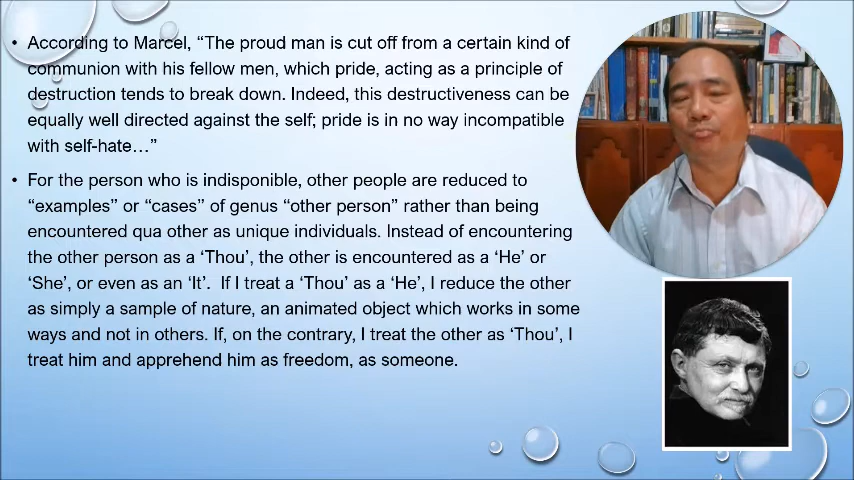 • According to Marcel, “The proud man is cut off from a certain kind of
communion with his fellow men, which pride, acting as a principle of
destruction tends to break down. Indeed, this destructiveness can be
equally well directed against the self; pride is in no way incompatible
with self-hate…”
• For the person who is indisponible, other people are reduced to
“examples” or “cases” of genus “other person” rather than being
encountered qua other as unique individuals. Instead of encountering
the other person as a ‘Thou’, the other is encountered as a ‘He’ or
‘She’, or even as an ‘It’.  If I treat a ‘Thou’ as a ‘He’, I reduce the other
as simply a sample of nature, an animated object which works in some
ways and not in others. If, on the contrary, I treat the other as ‘Thou’, I
treat him and apprehend him as freedom, as someone.